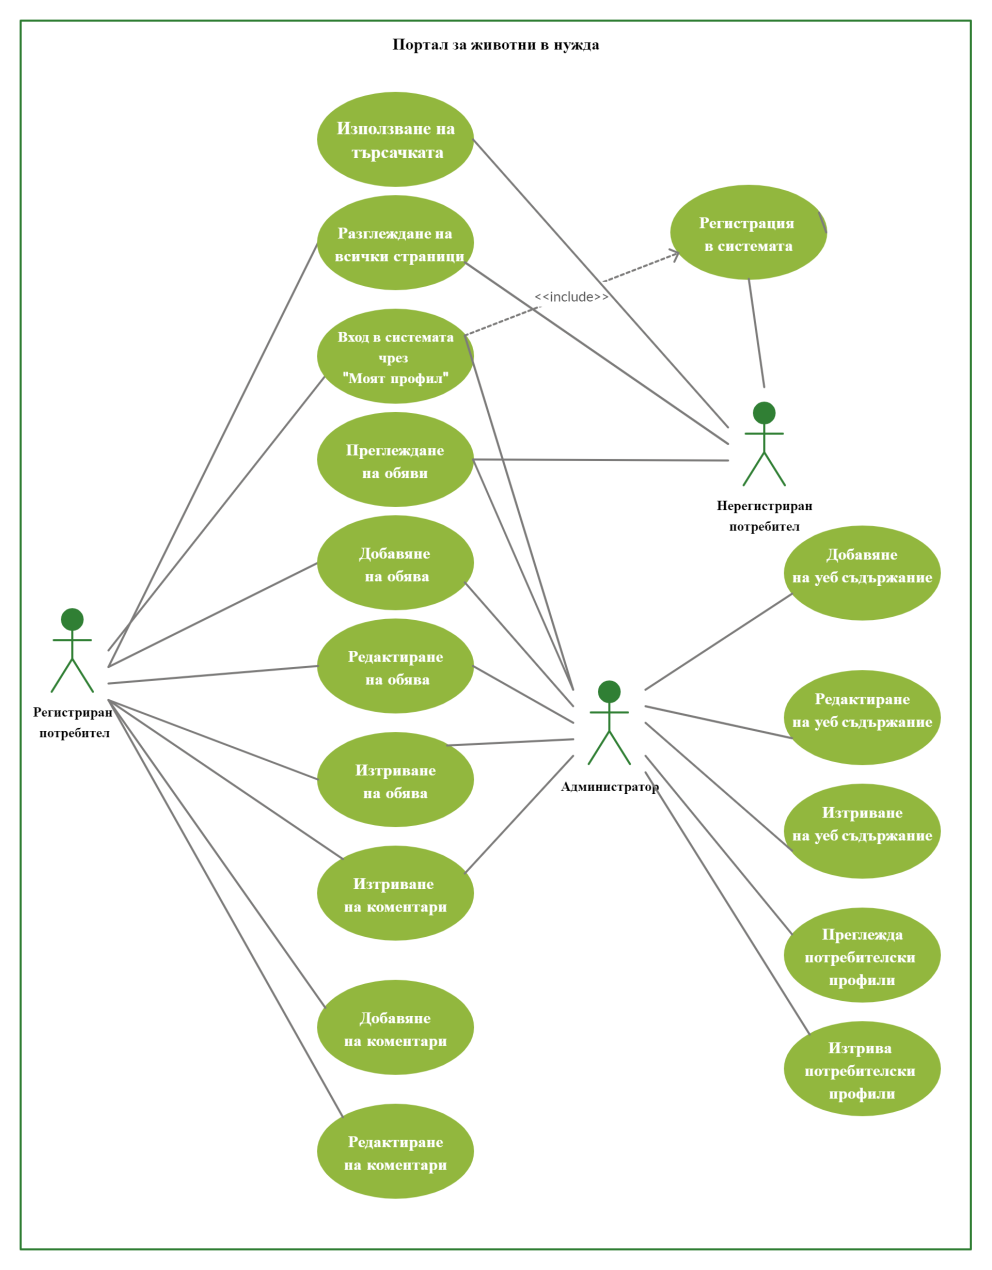 Портал за животни в нужда
Използване на
търсачката
Разглеждане на
всички страници
Регистрация
в системата
<<include>>
Вход в системата
чрез
"Моят профил"
Преглеждане
на обяви
Нерегистриран
потребител
Добавяне
на обява
Добавяне
на уеб съдържание
Редактиране
на обява
Регистриран
потребител
Администратор
Редактиране
на уеб съдържание
Изтриване
на обява
Изтриване
на уеб съдържание
Изтриване
на коментари
Преглежда
потребителски
профили
Добавяне
на коментари
Изтрива
потребителски
профили
Редактиране
на коментари